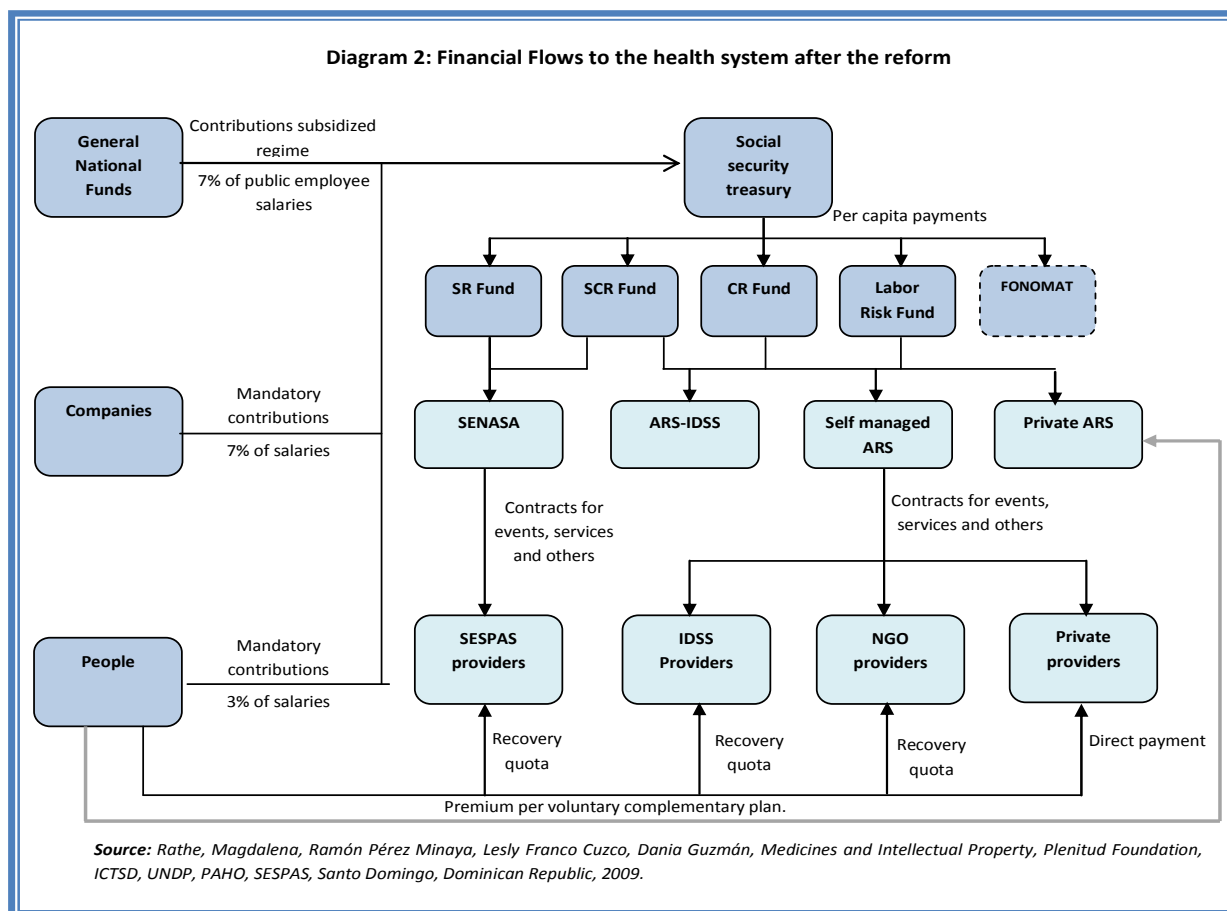 Diagram 2: Financial Flows to the health system after the reform
General
National
Funds
Contributions subsidized
regime
7% of public employee
salaries
Social
security
treasury
Per capita payments
SR Fund
SCR Fund
CR Fund
Labor
Risk Fund
FONOMAT
Companies
Mandatory
contributions
7% of salaries
SENASA
ARS-IDSS
Self managed
ARS
Private ARS
Contracts for
events, services
and others
Contracts for events,
services and others
People
Mandatory
contributions
3% of salaries
SESPAS
providers
IDSS
Providers
NGO
providers
Private
providers
Recovery
quota
Recovery
quota
Recovery
quota
Direct payment
Premium per voluntary complementary plan.
Source: Rathe, Magdalena, Ramón Pérez Minaya, Lesly Franco Cuzco, Dania Guzmán, Medicines and Intellectual Property, Plenitud Foundation,
ICTSD, UNDP, PAHO, SESPAS, Santo Domingo, Dominican Republic, 2009.